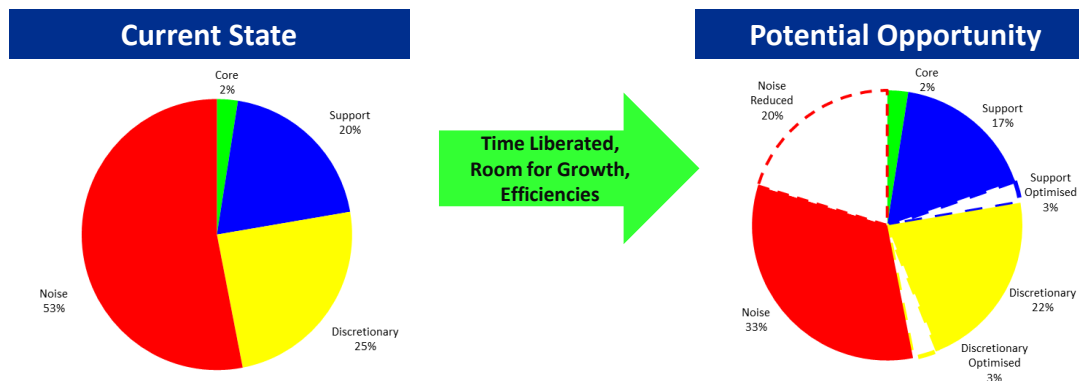 Current State
Core
2%
Support
20%
Discretionary
25%
Noise
53%
Time Liberated,
Room for Growth,
Efficiencies
Potential Opportunity
Core
2%
Support
17%
Support
Optimised
3%
Discretionary
22%
Discretionary
Optimised
3%
Noise
33%
Noise
Reduced
20%